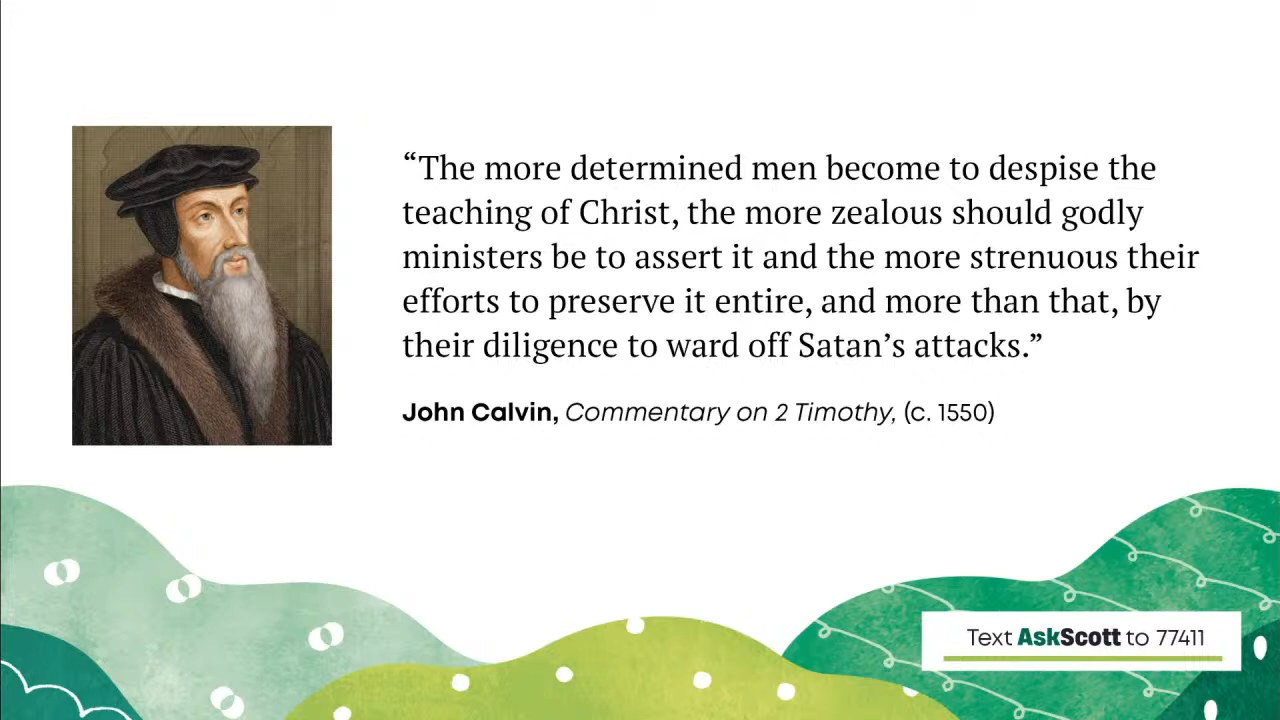 “The more determined men become to despise the
teaching of Christ, the more zealous should godly
ministers be to assert it and the more strenuous their
efforts to preserve it entire, and more than that, by
their diligence to ward off Satan’s attacks.”
John Calvin, Commentary on 2 Timothy, (c. 1550)
Text AskScott to 77411